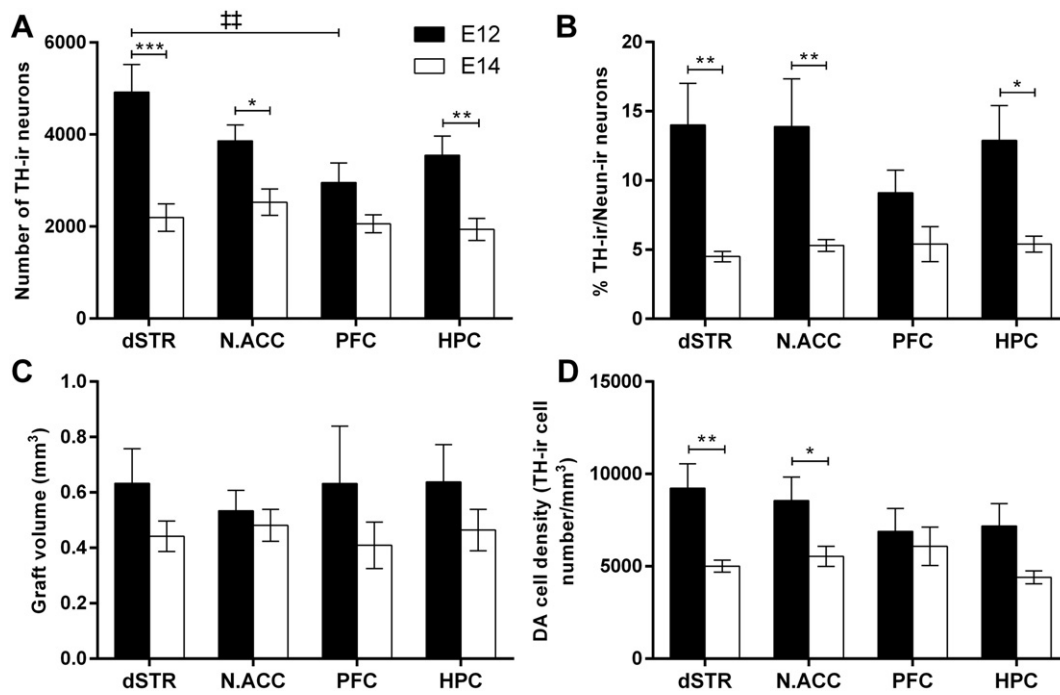 A
‡‡
E12
E14
***
*
**
Number of TH-ir neurons
6000
4000
2000
0
dSTR N.ACC PFC HPC
B
**
**
*
% TH-ir/Neun-ir neurons
20
15
10
5
0
dSTR N.ACC PFC HPC
C
Graft volume (mm³)
1.0
0.8
0.6
0.4
0.2
0.0
dSTR N.ACC PFC HPC
D
**
*
DA cell density (TH-ir cell
number/mm³)
15000
10000
5000
0
dSTR N.ACC PFC HPC